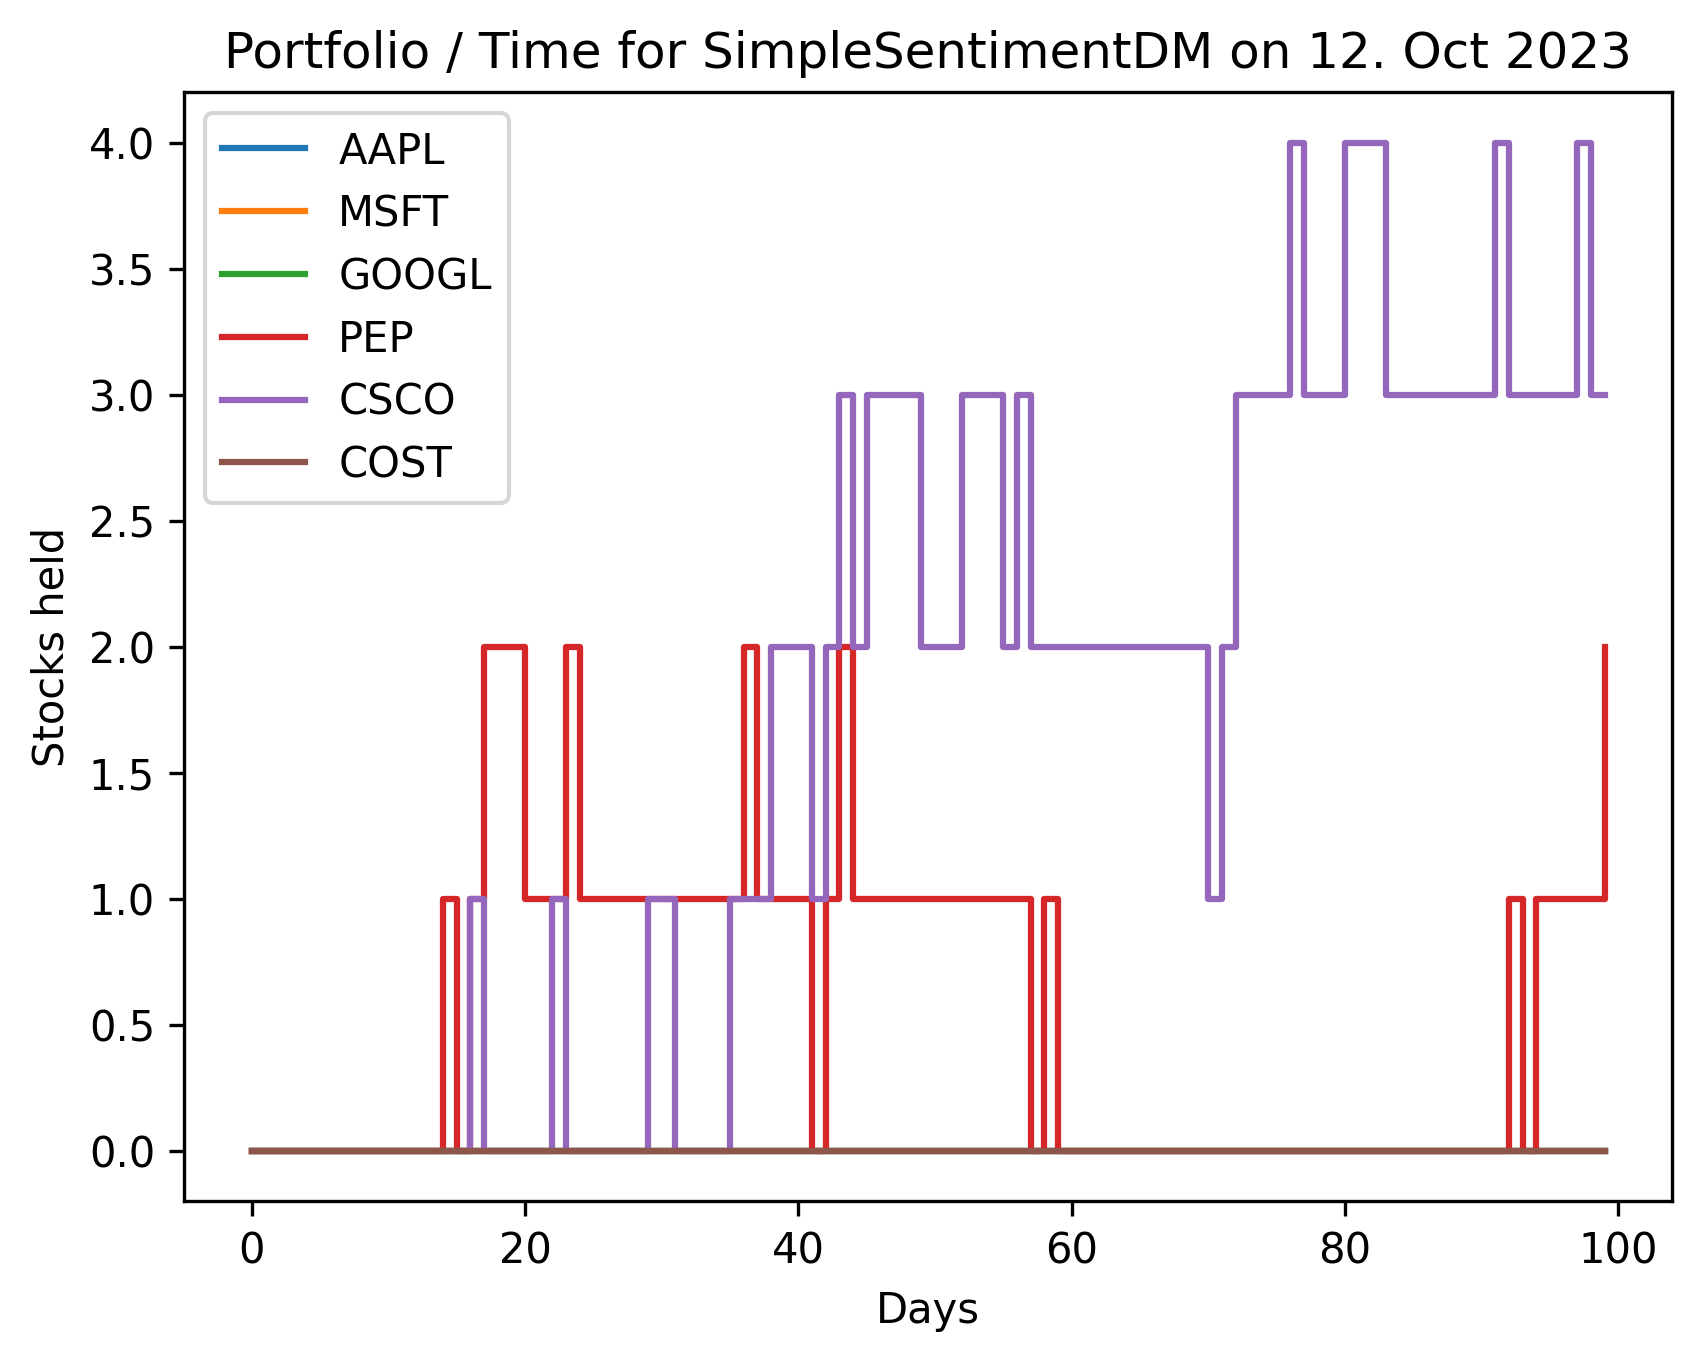 Portfolio / Time for SimpleSentimentDM on 12. Oct 2023
AAPL
MSFT
GOOGL
PEP
CSCO
COST
Stocks held
4.0
3.5
3.0
2.5
2.0
1.5
1.0
0.5
0.0
0 20 40 60 80 100
Days